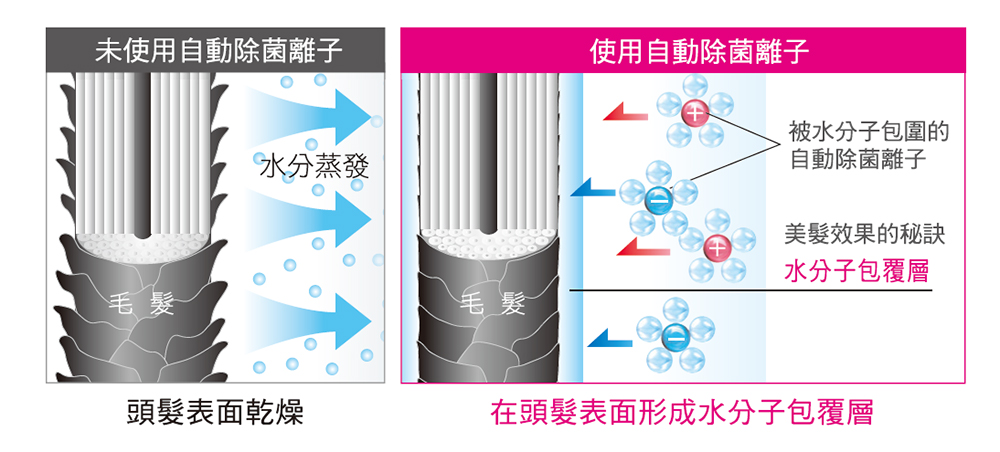 未使用自動除菌離子
水分蒸發
毛髮
頭髮表面乾燥
使用自動除菌離子
+
被水分子包圍的
自動除菌離子
−
美髮效果的秘訣
+
水分子包覆層
毛髮
−
在頭髮表面形成水分子包覆層